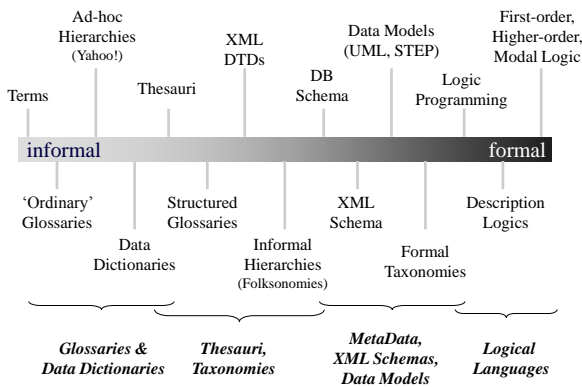 Ad-hoc
Hierarchies
(Yahoo!)
XML
DTDs
Data Models
(UML, STEP)
First-order,
Higher-order,
Modal Logic
Terms
Thesauri
DB
Schema
Logic
Programming
informal
formal
‘Ordinary’
Glossaries
Structured
Glossaries
XML
Schema
Description
Logics
Data
Dictionaries
Informal
Hierarchies
(Folksonomies)
Formal
Taxonomies
Glossaries &
Data Dictionaries
Thesauri,
Taxonomies
MetaData,
XML Schemas,
Data Models
Logical
Languages